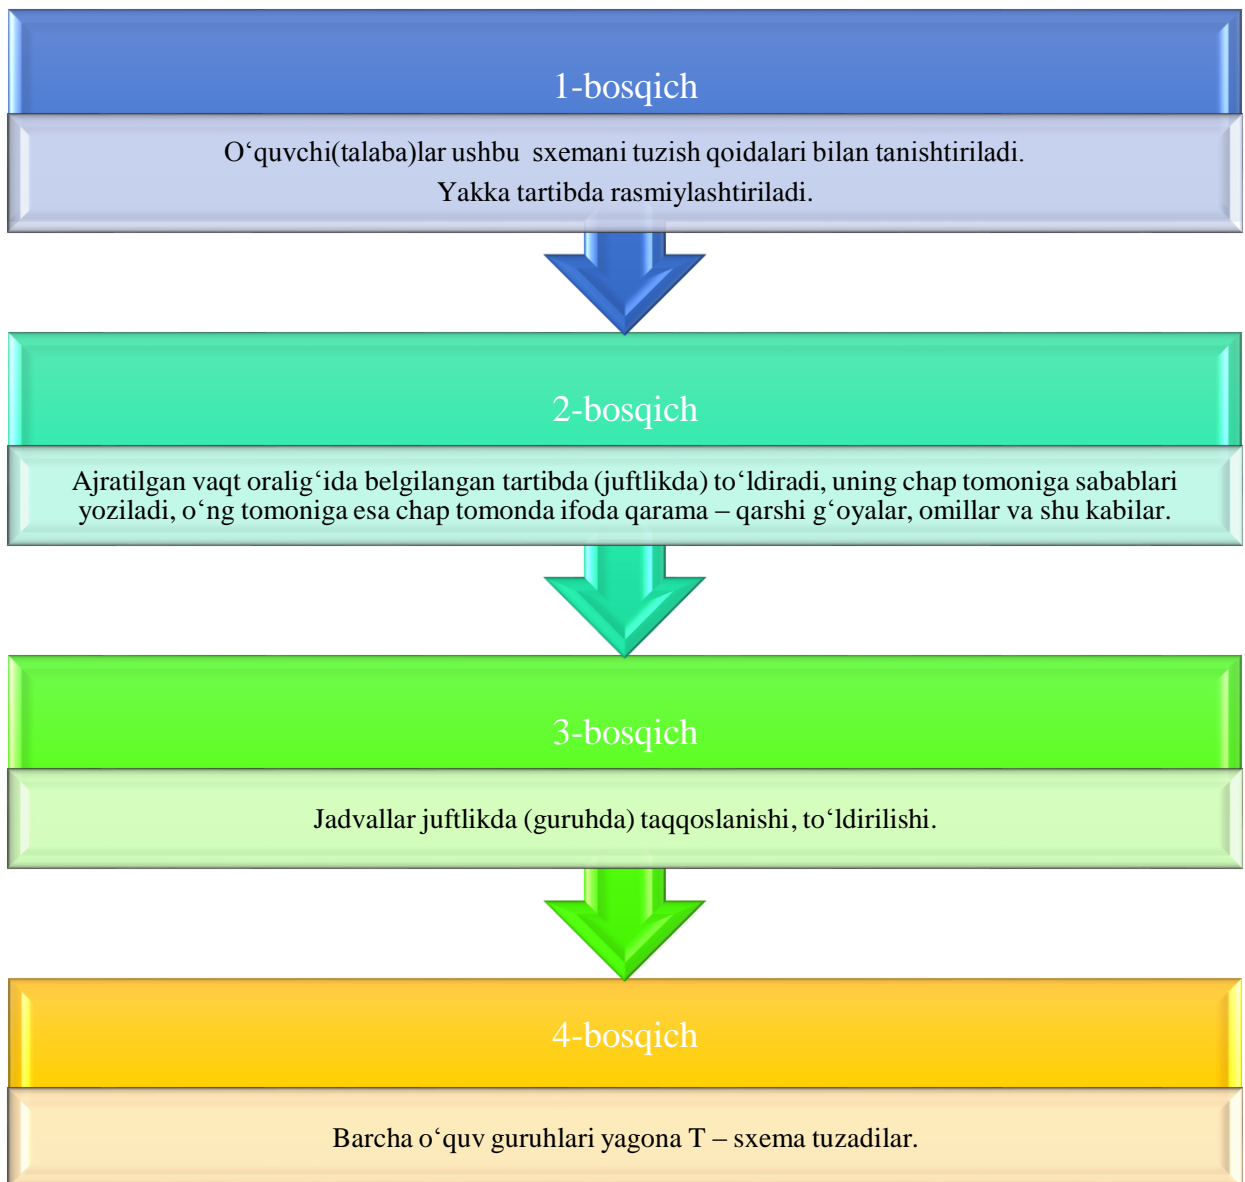 1-bosqich
O‘quvchi(talaba)lar ushbu sxemani tuzish qoidalari bilan tanishtiriladi.
Yakka tartibda rasmiylashtiriladi.
2-bosqich
Ajratilgan vaqt oralig‘ida belgilangan tartibda (juftlikda) to‘ldiradi, uning chap tomoniga sabablari
yoziladi, o‘ng tomoniga esa chap tomonda ifoda qarama – qarshi g‘oyalar, omillar va shu kabilar.
3-bosqich
Jadvallar juftlikda (guruhda) taqqoslanishi, to‘ldirilishi.
4-bosqich
Barcha o‘quv guruhlari yagona T – sxema tuzadilar.